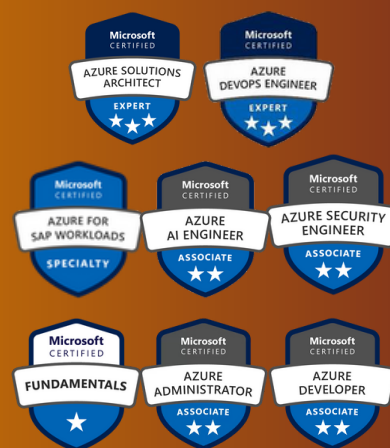 Microsoft
CERTIFIED
AZURE SOLUTIONS
ARCHITECT
EXPERT
Microsoft
CERTIFIED
AZURE
DEVOPS ENGINEER
EXPERT
Microsoft
CERTIFIED
AZURE FOR
SAP WORKLOADS
SPECIALTY
Microsoft
CERTIFIED
AZURE
AI ENGINEER
ASSOCIATE
Microsoft
CERTIFIED
AZURE SECURITY
ENGINEER
ASSOCIATE
Microsoft
CERTIFIED
FUNDAMENTALS
Microsoft
CERTIFIED
AZURE
ADMINISTRATOR
ASSOCIATE
Microsoft
CERTIFIED
AZURE
DEVELOPER
ASSOCIATE